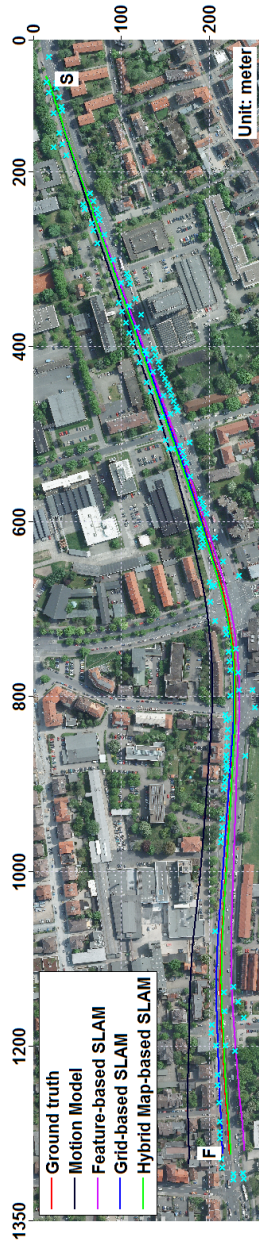 0
100
200
0
200
400
600
800
1000
1200
1350
S
F
Unit: meter
Ground truth
Motion Model
Feature-based SLAM
Grid-based SLAM
Hybrid Map-based SLAM